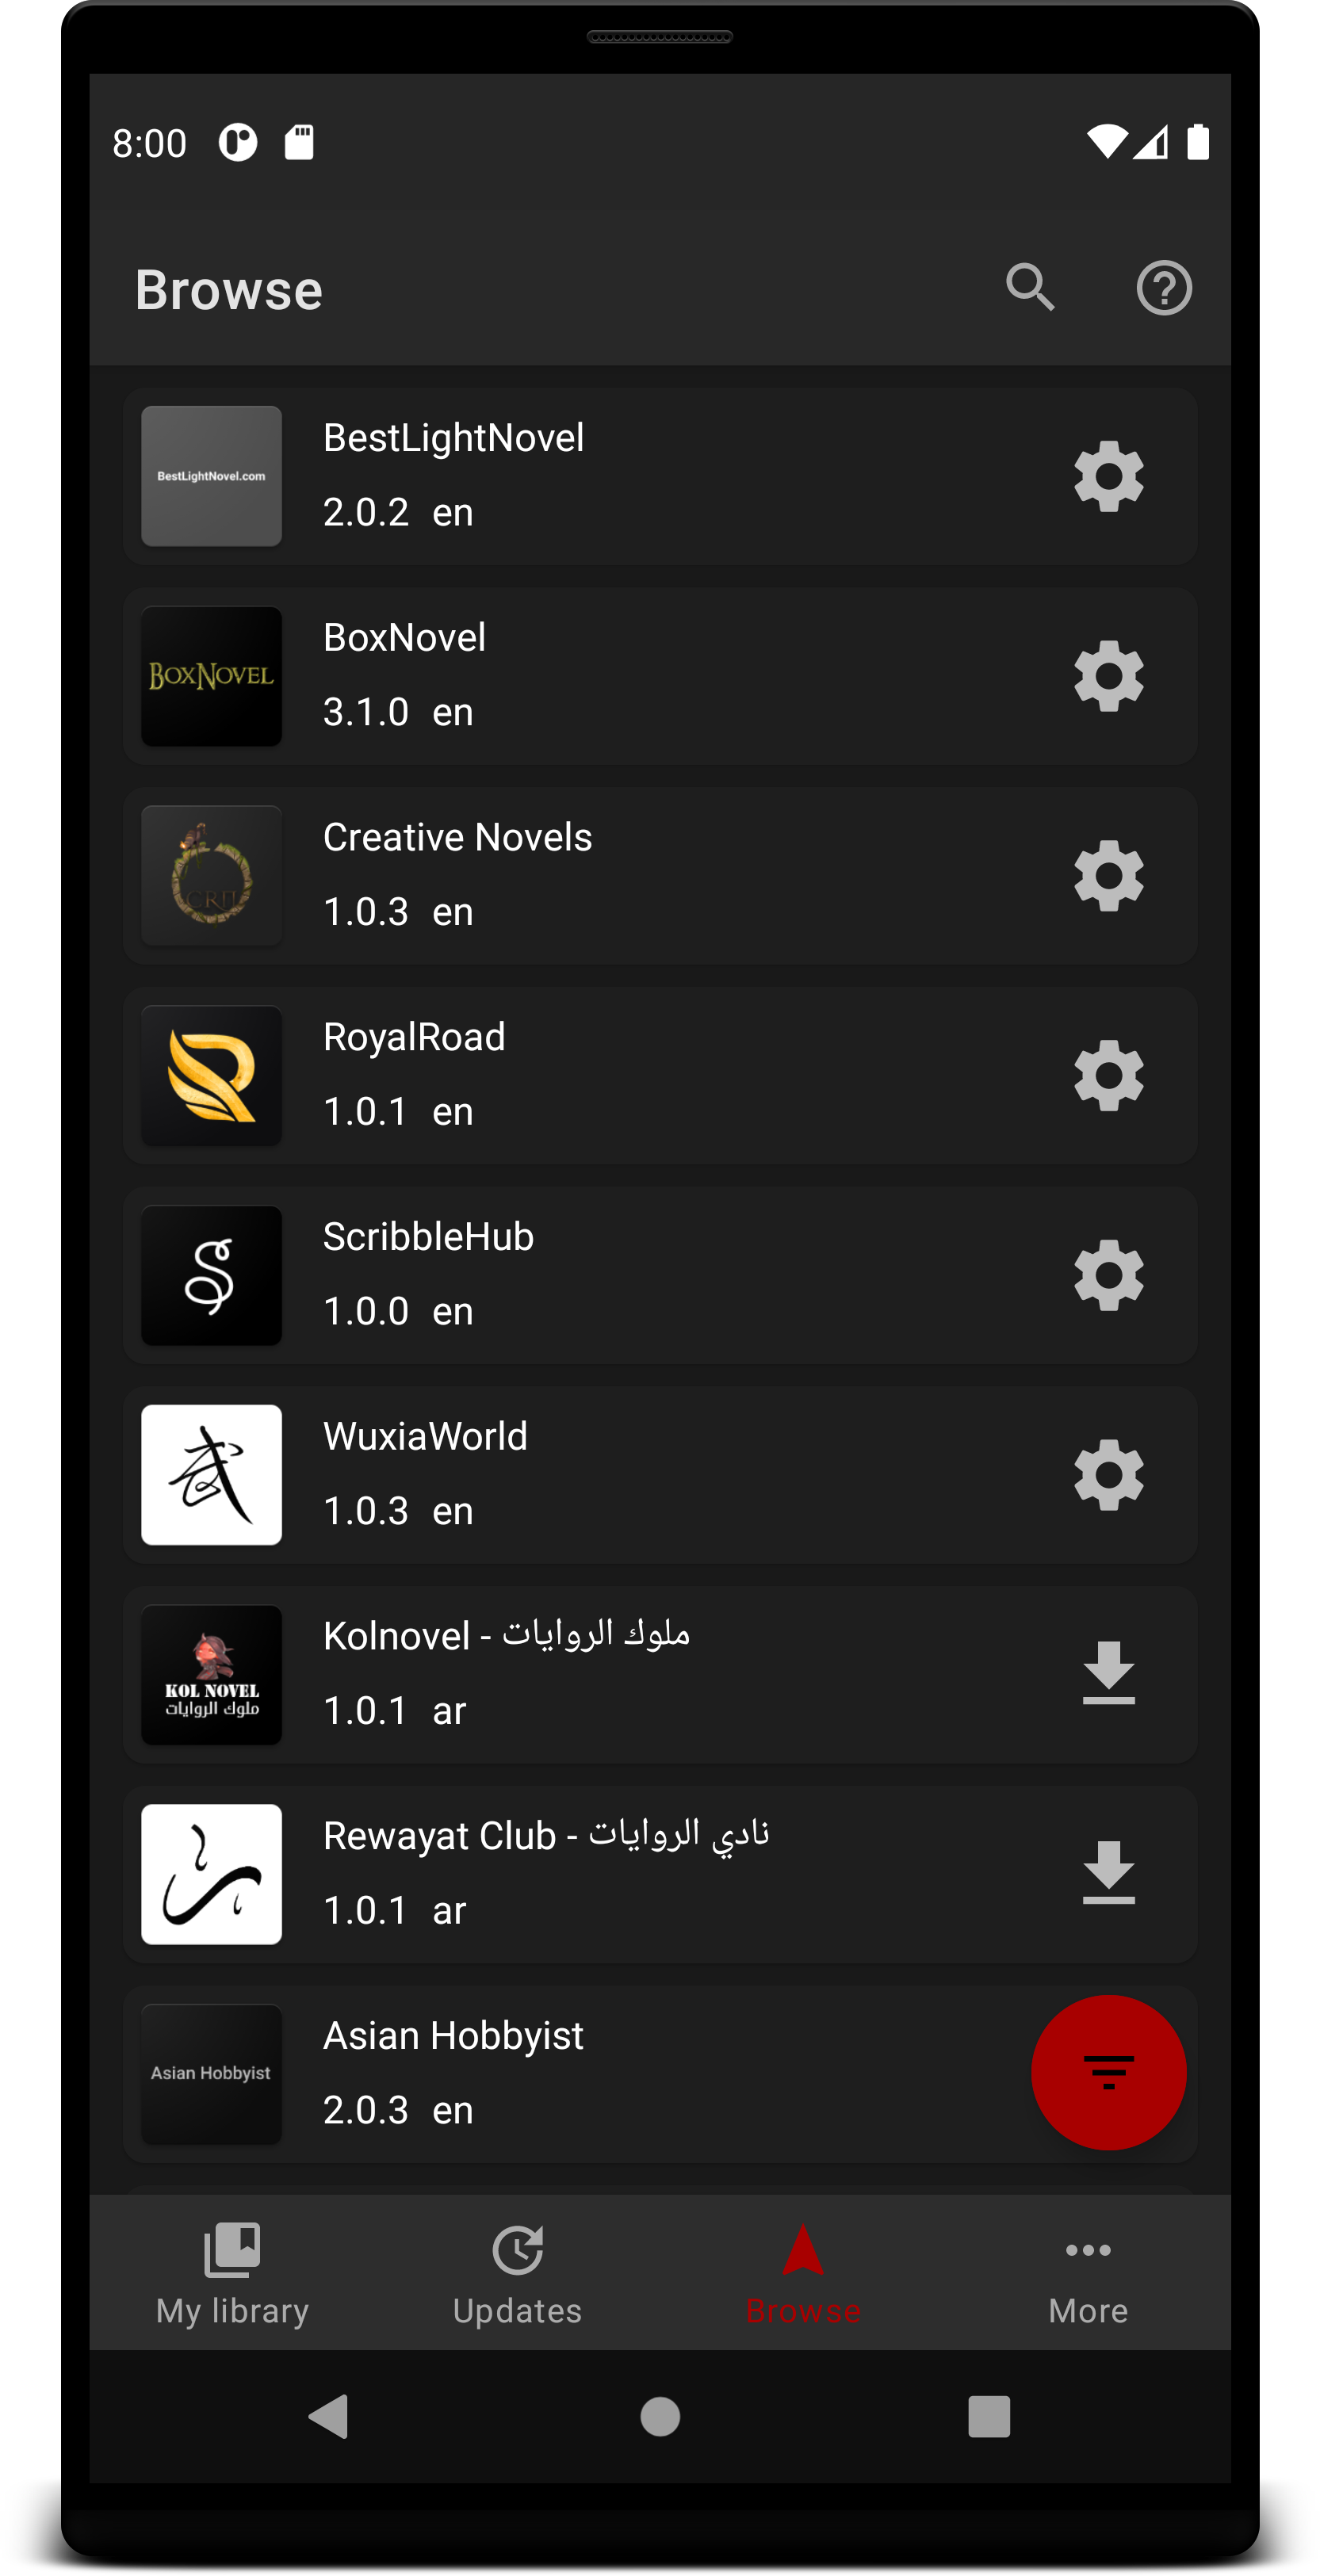 8:00
Browse
BestLightNovel.com
BestLightNovel
2.0.2 en
BOXNOVEL
BoxNovel
3.1.0 en
Creative Novels
CRN
1.0.3 en
RoyalRoad
1.0.1 en
ScribbleHub
1.0.0 en
武
WuxiaWorld
1.0.3 en
Kolnovel - ملوك الروايات
KOL NOVEL
ملوك الروايات
1.0.1 ar
Rewayat Club - نادي الروايات
1.0.1 ar
Asian Hobbyist
Asian Hobbyist
2.0.3 en
My library
Updates
Browse
More